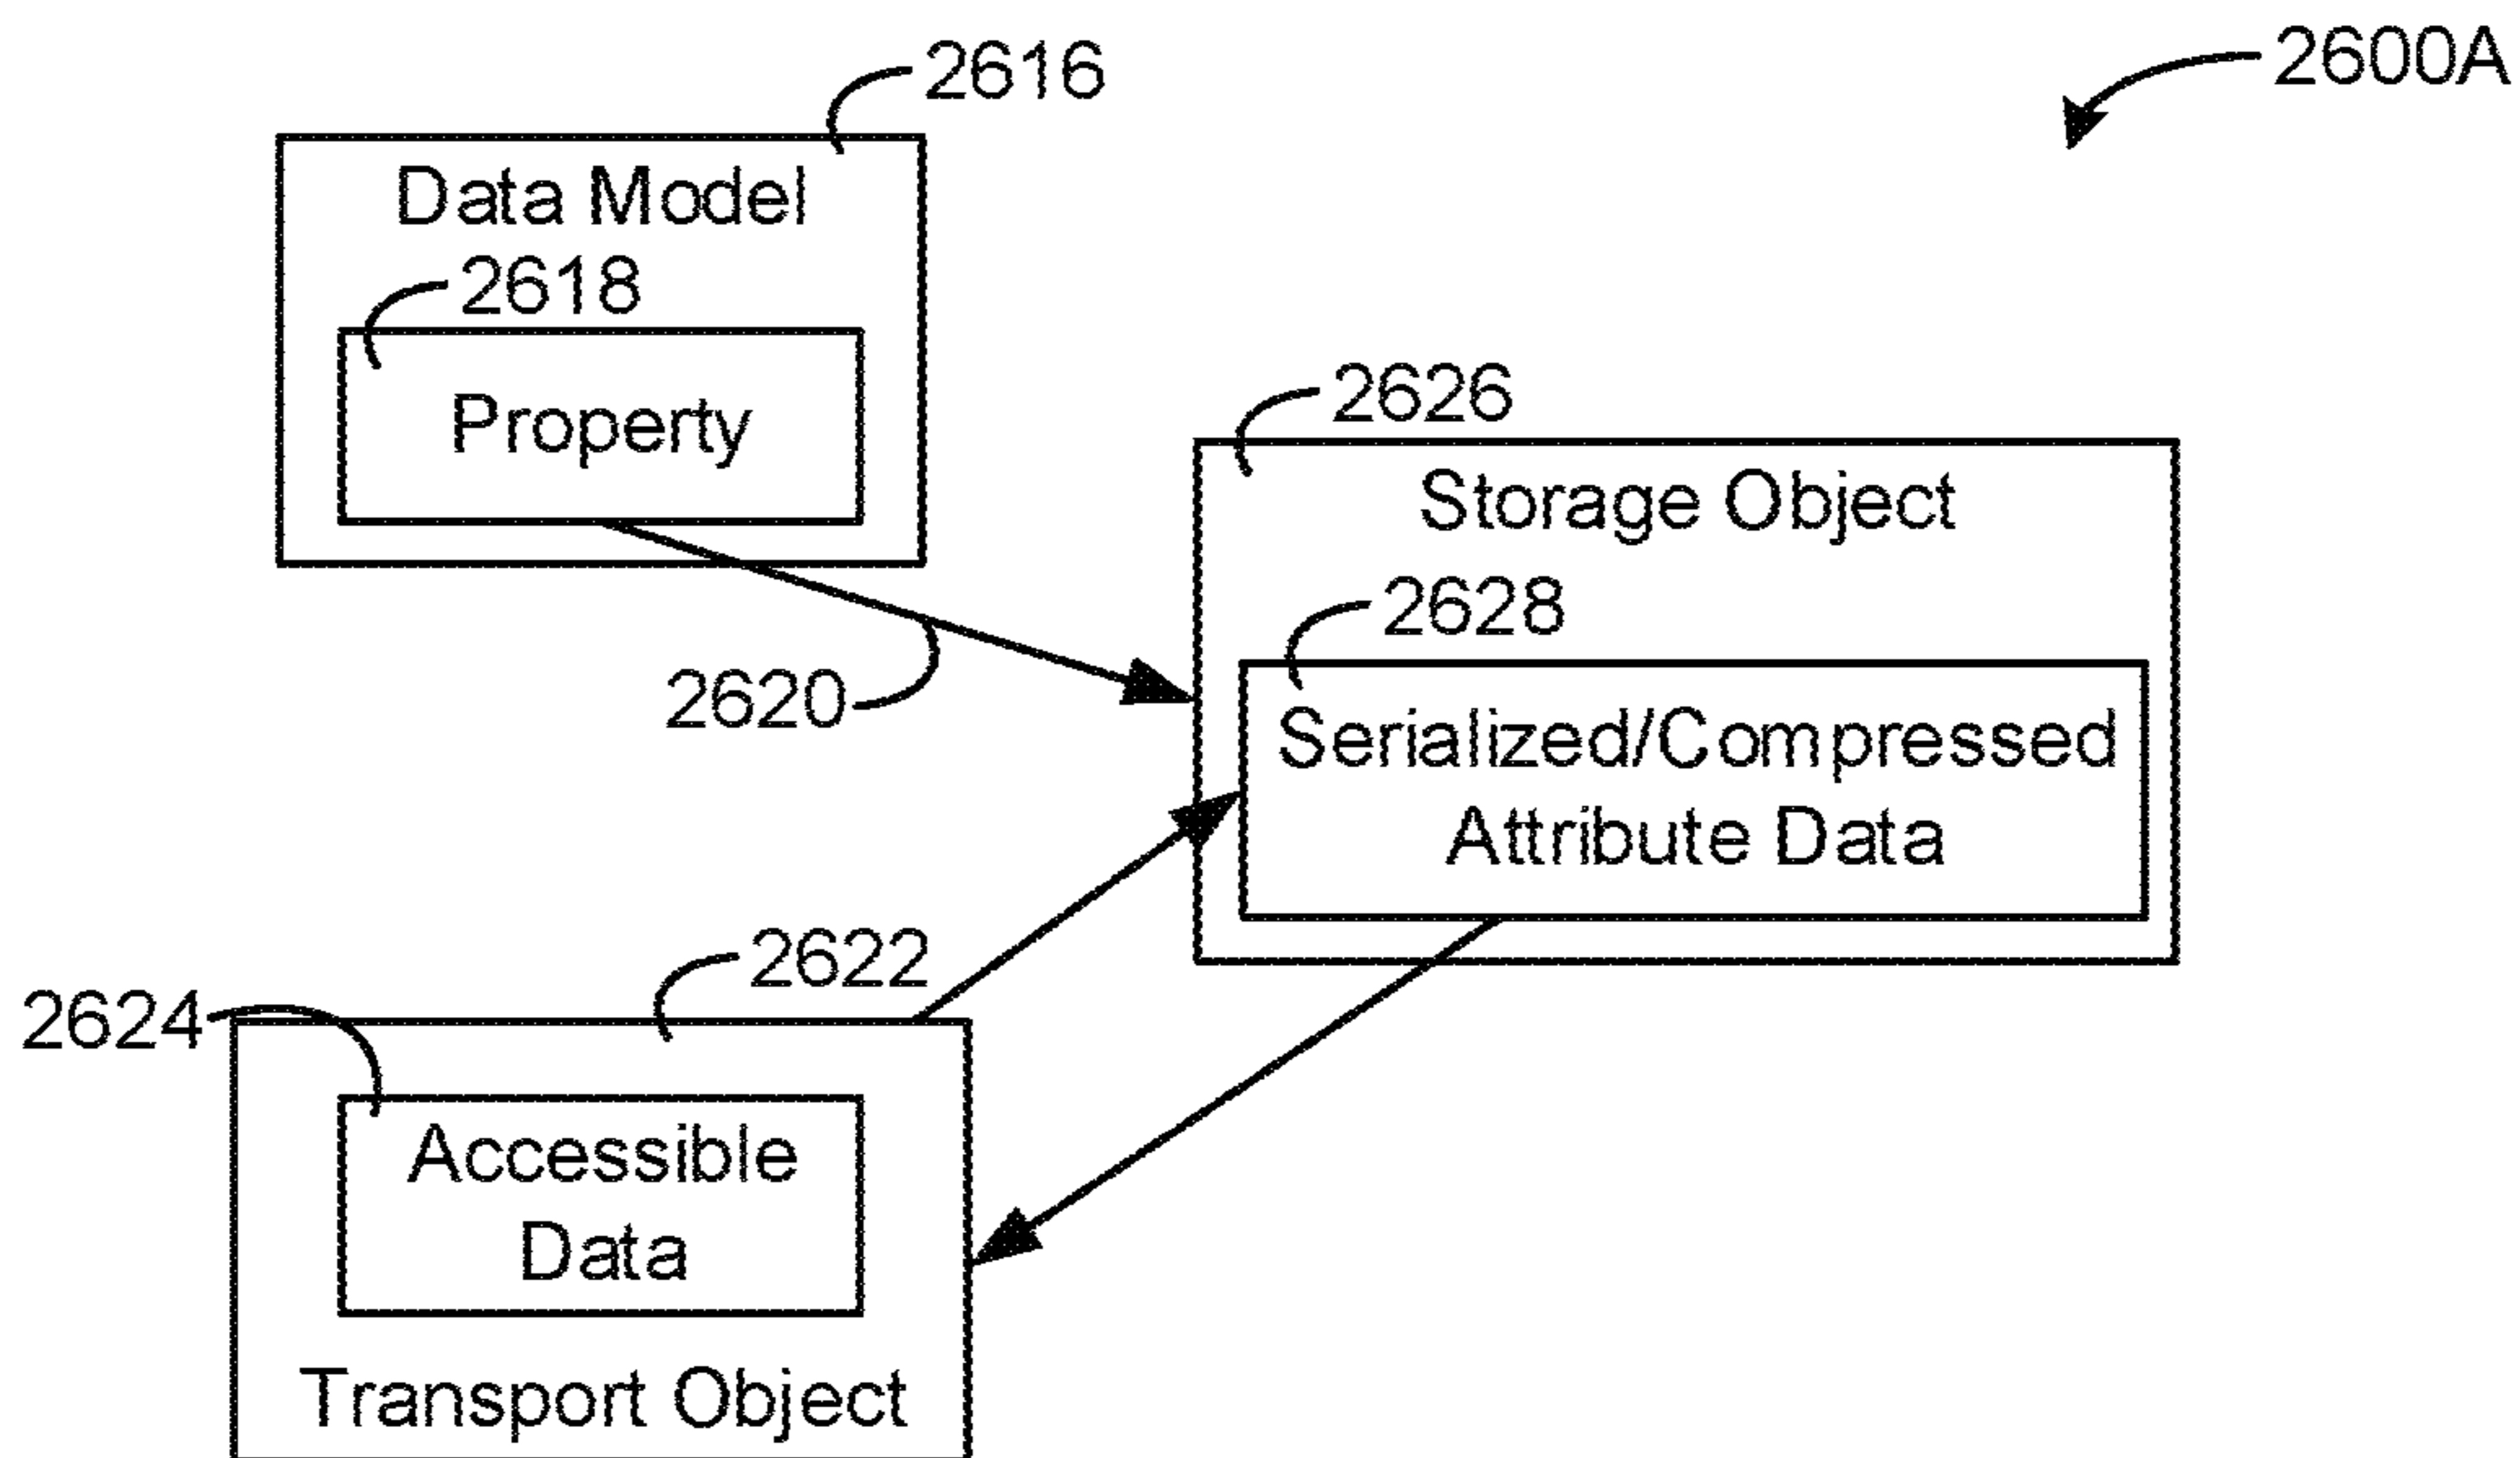 2600A
2616
Data Model
2618
Property
2626
Storage Object
2628
Serialized/Compressed
Attribute Data
2620
2622
2624
Accessible
Data
Transport Object